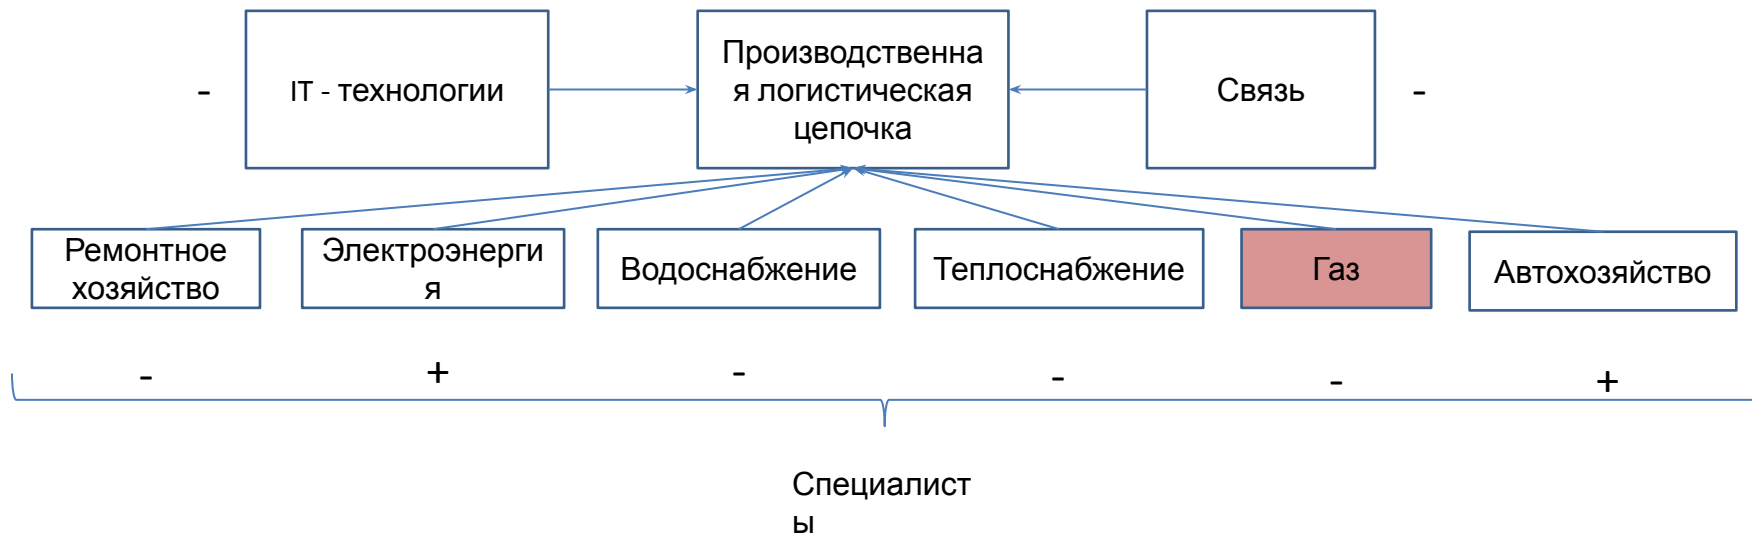 - IT - технологии
Производственна
я логистическая
цепочка
Связь -
Ремонтное
хозяйство
Электроэнерги
я
Водоснабжение
Теплоснабжение
Газ
Автохозяйство
- + - - - +
Специалист
ы